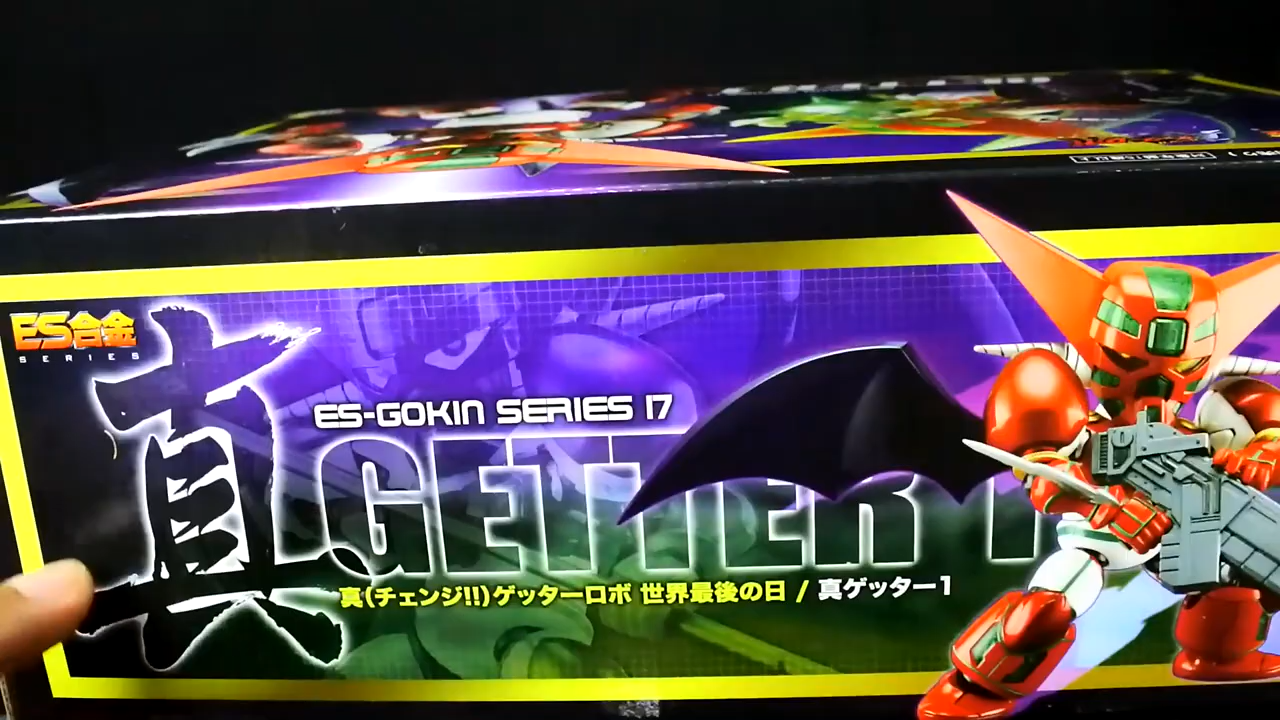 ES合金
SERIES
真
ES-GOKIN SERIES 17
GETTER 1
真(チェンジ!!)ゲッターロボ 世界最後の日 / 真ゲッター1